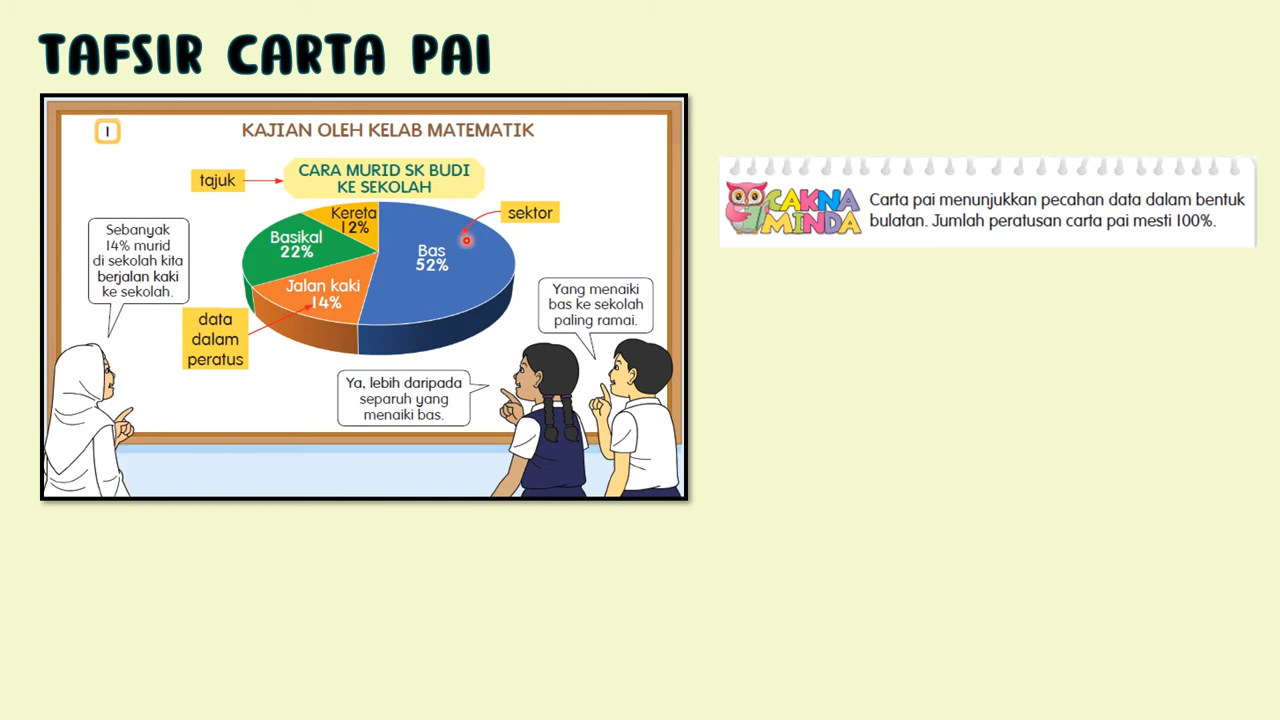 TAFSIR CARTA PAI
1
KAJIAN OLEH KELAB MATEMATIK
tajuk
CARA MURID SK BUDI
KE SEKOLAH
sektor
Kereta
12%
Basikal
22%
Bas
52%
Jalan kaki
14%
Sebanyak
14% murid
di sekolah kita
berjalan kaki
ke sekolah.
data
dalam
peratus
Yang menaiki
bas ke sekolah
paling ramai.
Ya, lebih daripada
separuh yang
menaiki bas.
CAKNA
MINDA
Carta pai menunjukkan pecahan data dalam bentuk
bulatan. Jumlah peratusan carta pai mesti 100%.